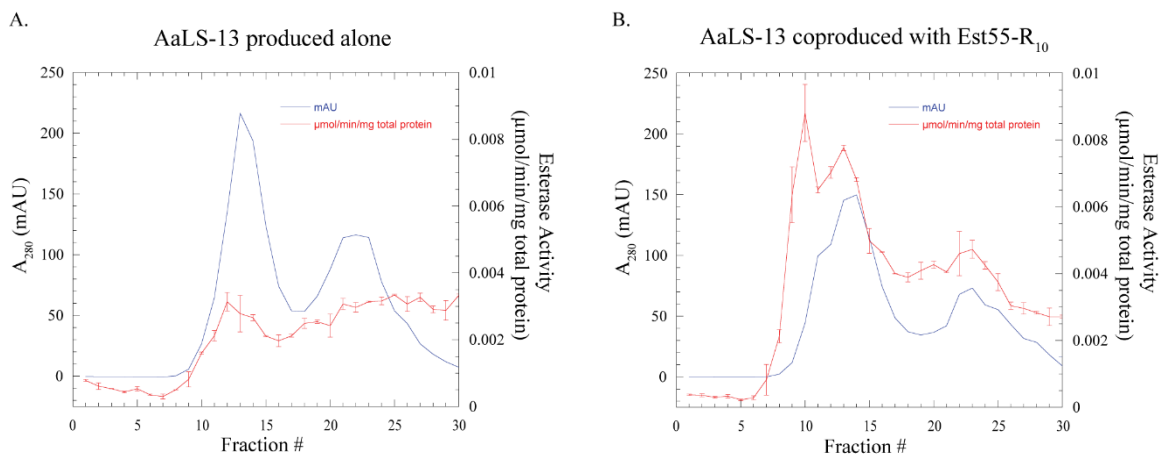 A.
AaLS-13 produced alone
250
200
150
100
50
0
0.01
0.008
0.006
0.004
0.002
0
A280 (mAU)
mAU
µmol/min/mg total protein
Esterase Activity
(µmol/min/mg total protein)
0 5 10 15 20 25 30
Fraction #
B.
AaLS-13 coproduced with Est55-R10
250
200
150
100
50
0
0.01
0.008
0.006
0.004
0.002
0
A280 (mAU)
mAU
µmol/min/mg total protein
Esterase Activity
(µmol/min/mg total protein)
0 5 10 15 20 25 30
Fraction #